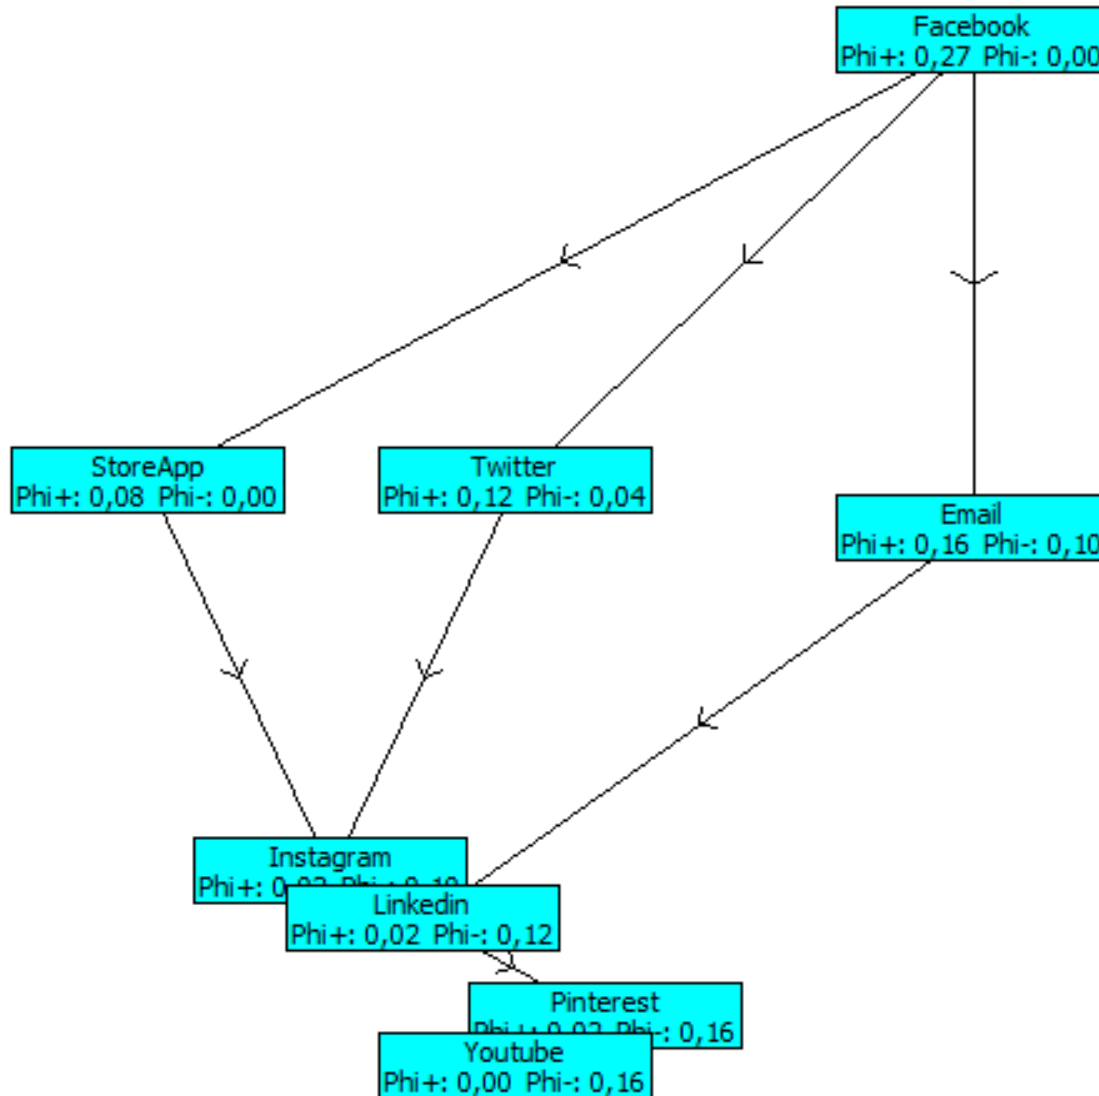 Facebook
Phi+: 0,27 Phi-: 0,00
StoreApp
Phi+: 0,08 Phi-: 0,00
Twitter
Phi+: 0,12 Phi-: 0,04
Email
Phi+: 0,16 Phi-: 0,10
Instagram
Phi+:
Linkedin
Phi+: 0,02 Phi-: 0,12
Pinterest
Phi-: 0,16
Youtube
Phi+: 0,00 Phi-: 0,16